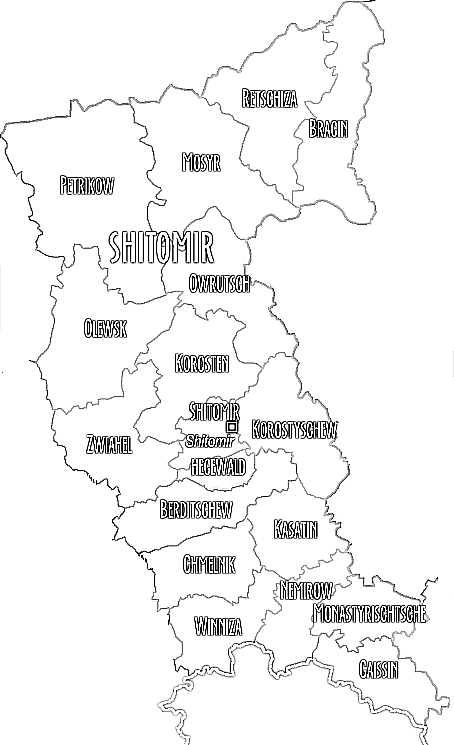 RETSCHIZA
BRAGIN
MOSYR
PETRIKOW
SHITOMIR
OWRUTSCH
OLEWSK
KOROSTEN
SHITOMIR
KOROSTYSCHEW
ZWIAHEL
Shitomir
HEGEWALD
BERDITSCHEW
KASATIN
CHMELNIK
NEMIROW
MONASTYRISCHTSCHE
WINNIZA
GAISSIN